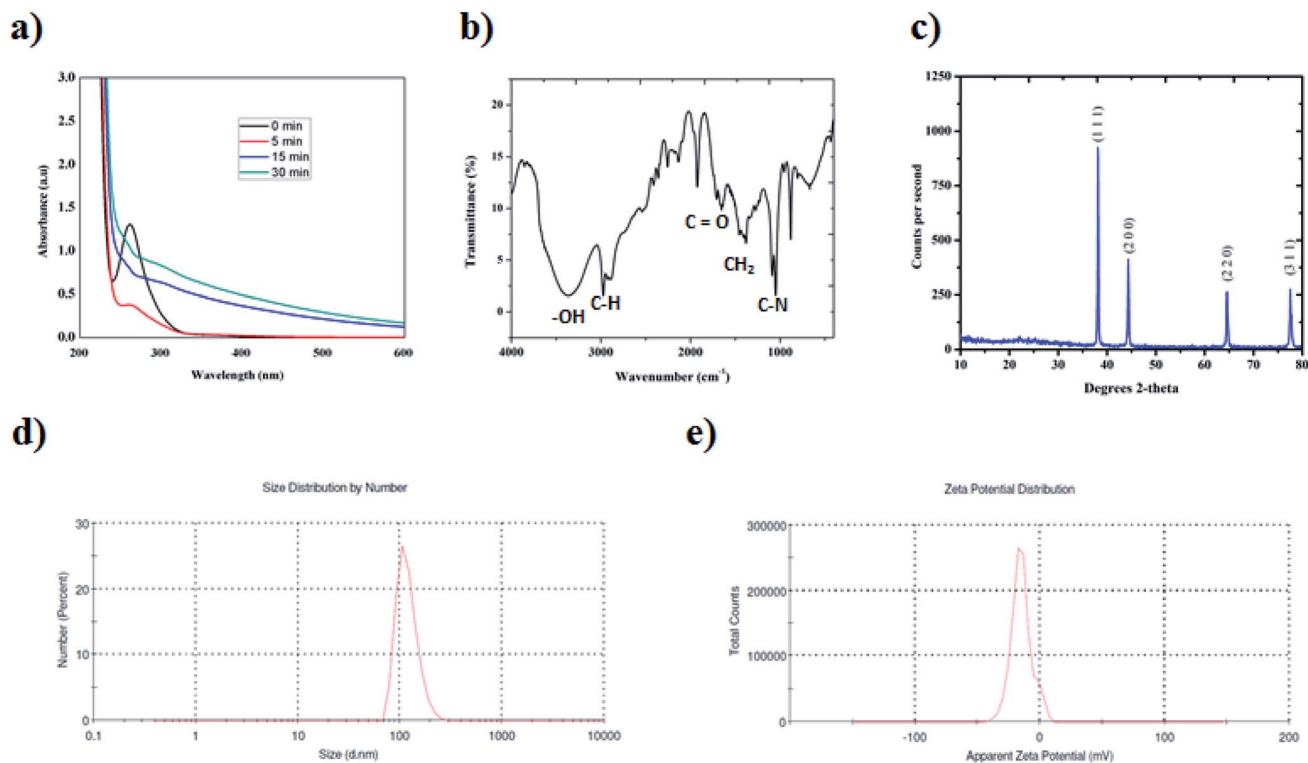 a)
3.0
2.5
2.0
1.5
1.0
0.5
0.0
Absorbance (a.u)
0 min
5 min
15 min
30 min
200 300 400 500 600
Wavelength (nm)
b)
20
15
10
5
0
Transmittance (%)
-OH
C-H
C = O
CH2
C-N
4000 3000 2000 1000
Wavenumber (cm-1)
c)
1250
1000
750
500
250
0
Counts per second
(1 1 1)
(2 0 0)
(2 2 0)
(3 1 1)
10 20 30 40 50 60 70 80
Degrees 2-theta
d)
Size Distribution by Number
30
20
10
0
Number (Percent)
0.1 1 10 100 1000 10000
Size (d.nm)
e)
Zeta Potential Distribution
300000
200000
100000
0
Total Counts
-100 0 100 200
Apparent Zeta Potential (mV)